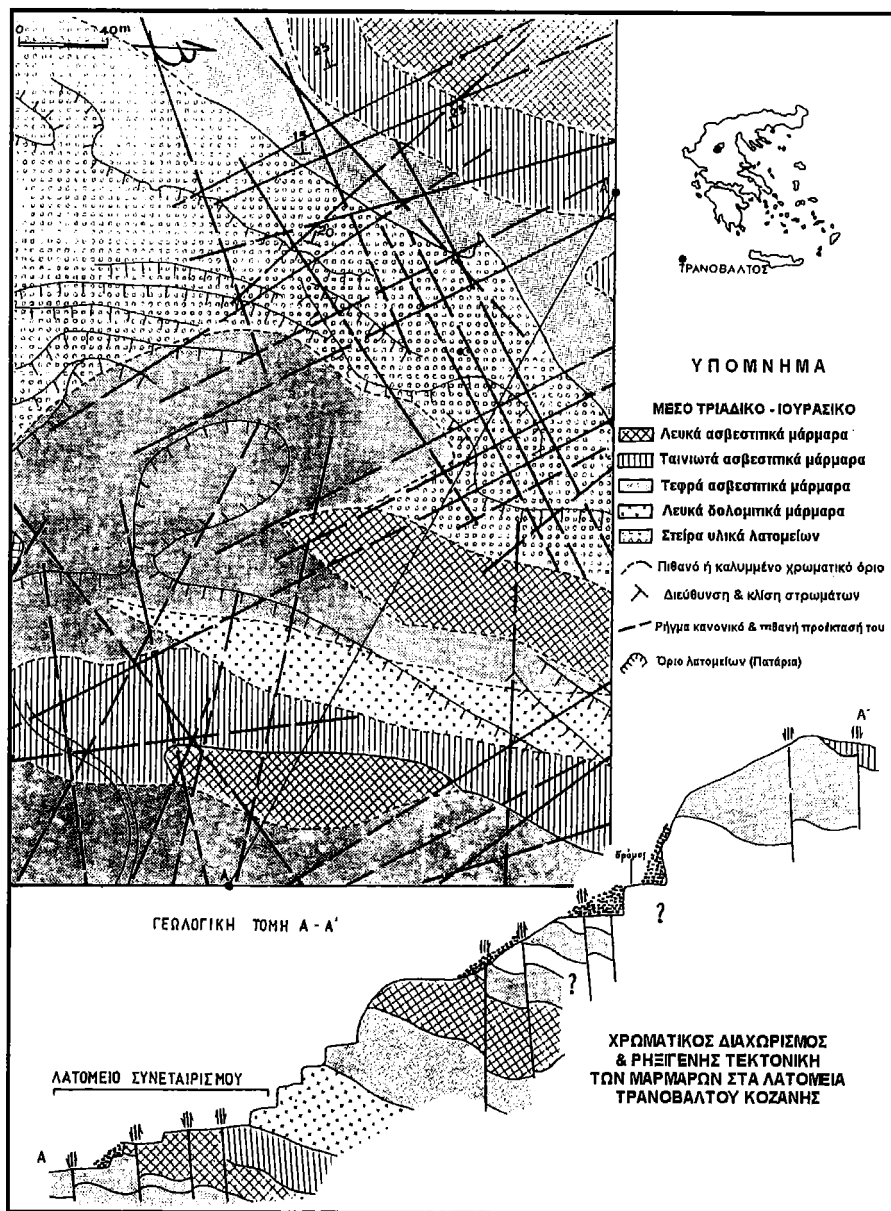 0 40m
25
25
15
20
A'
A
ΤΡΑΝΟΒΑΛΤΟΣ
ΥΠΟΜΝΗΜΑ
ΜΕΣΟ ΤΡΙΑΔΙΚΟ - ΙΟΥΡΑΣΙΚΟ
Λευκά ασβεστιτικά μάρμαρα
Ταινιωτά ασβεστιτικά μάρμαρα
Τεφρά ασβεστιτικά μάρμαρα
Λευκά δολομιτικά μάρμαρα
Στείρα υλικά λατομείων
Πιθανό ή καλυμμένο χρωματικό όριο
Διεύθυνση & κλίση στρωμάτων
Ρήγμα κανονικό & πιθανή προέκτασή του
Όριο λατομείων (Πατάρια)
ΓΕΩΛΟΓΙΚΗ ΤΟΜΗ Α - Α'
Α'
δρόμος
?
?
ΛΑΤΟΜΕΙΟ ΣΥΝΕΤΑΙΡΙΣΜΟΥ
Α
ΧΡΩΜΑΤΙΚΟΣ ΔΙΑΧΩΡΙΣΜΟΣ
& ΡΗΞΙΓΕΝΗΣ ΤΕΚΤΟΝΙΚΗ
ΤΩΝ ΜΑΡΜΑΡΩΝ ΣΤΑ ΛΑΤΟΜΕΙΑ
ΤΡΑΝΟΒΑΛΤΟΥ ΚΟΖΑΝΗΣ